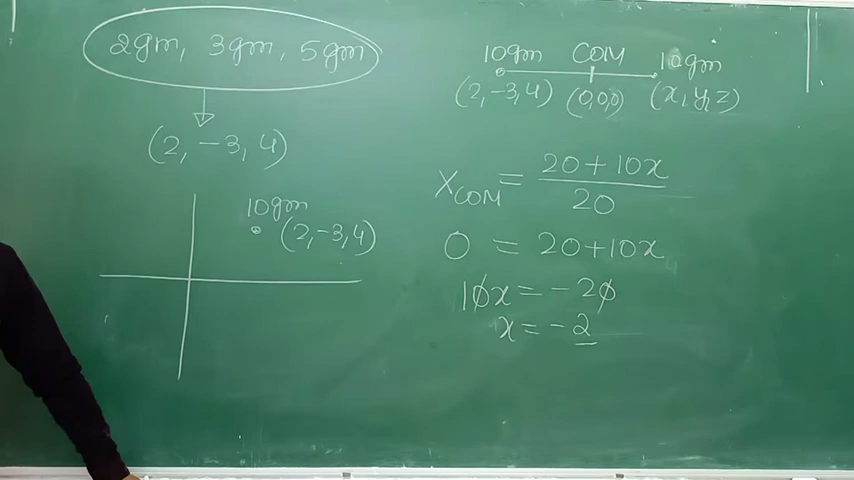 2gm, 3gm, 5gm
(2, -3, 4)
10gm
(2, -3, 4)
10gm COM 10gm
(2, -3, 4) (0,0,0) (x, y, z)
X_COM = (20 + 10x) / 20
0 = 20 + 10x
10x = -20
x = -2